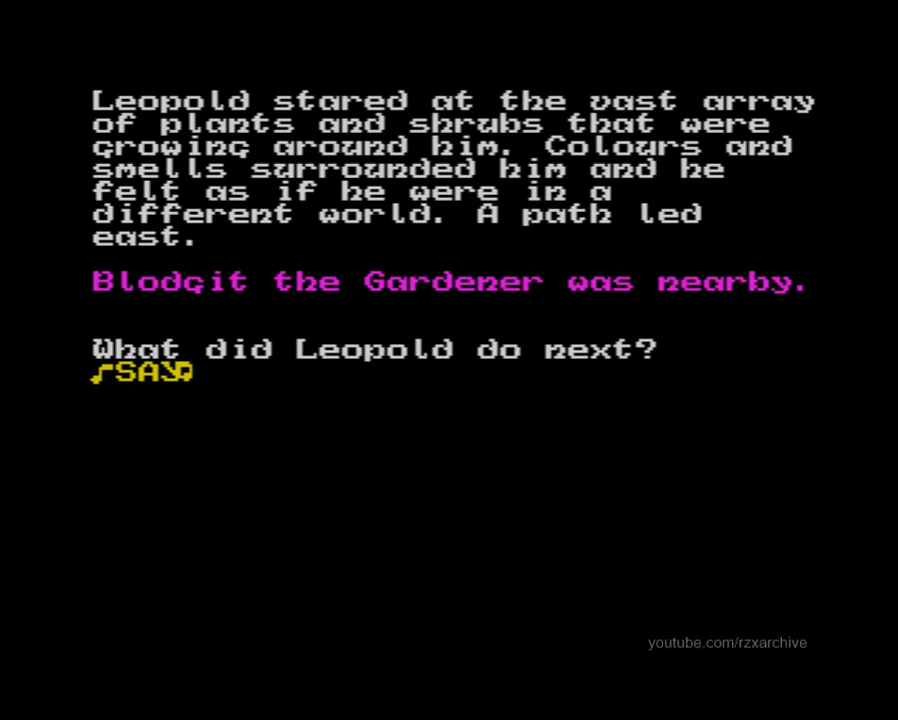 Leopold stared at the vast array
of plants and shrubs that were
growing around him. Colours and
smells surrounded him and he
felt as if he were in a
different world. A path led
east.
Blodgit the Gardener was nearby.
What did Leopold do next?
SAY
youtube.com/rzxarchive